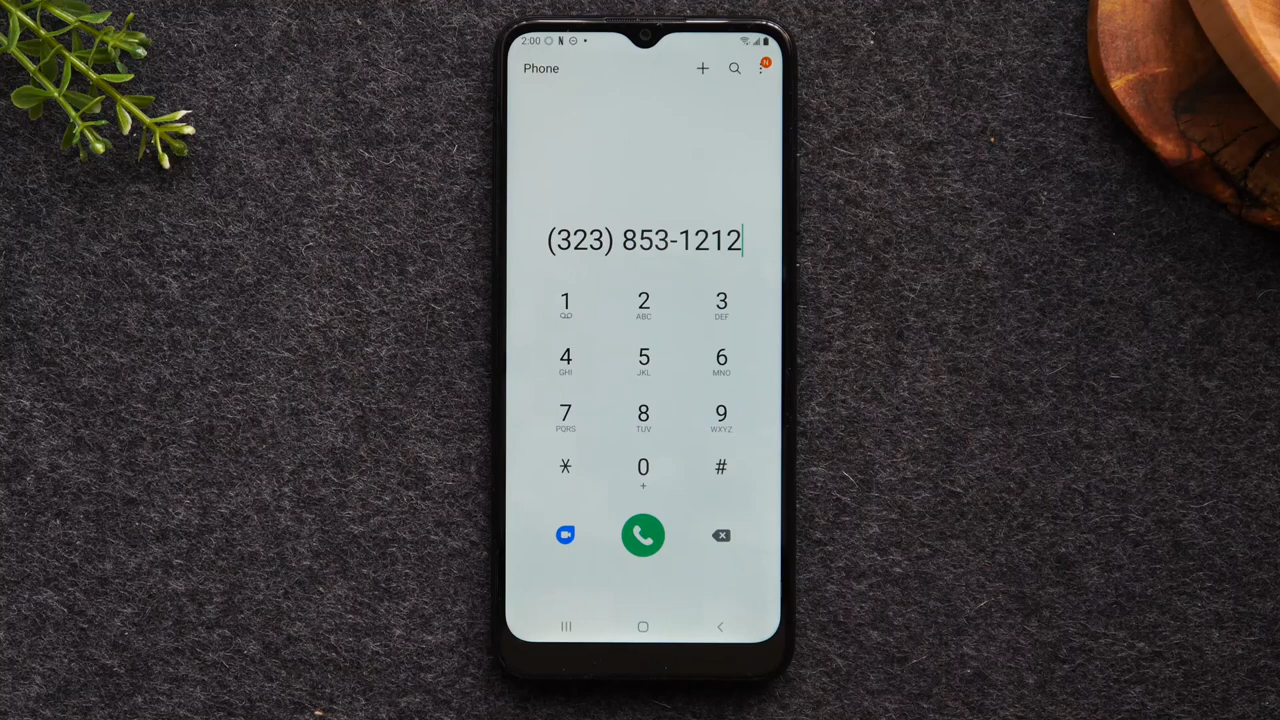 2:00 N
Phone
N
(323) 853-1212
1 2 3
ABC DEF
4 5 6
GHI JKL MNO
7 8 9
PQRS TUV WXYZ
* 0 #
+